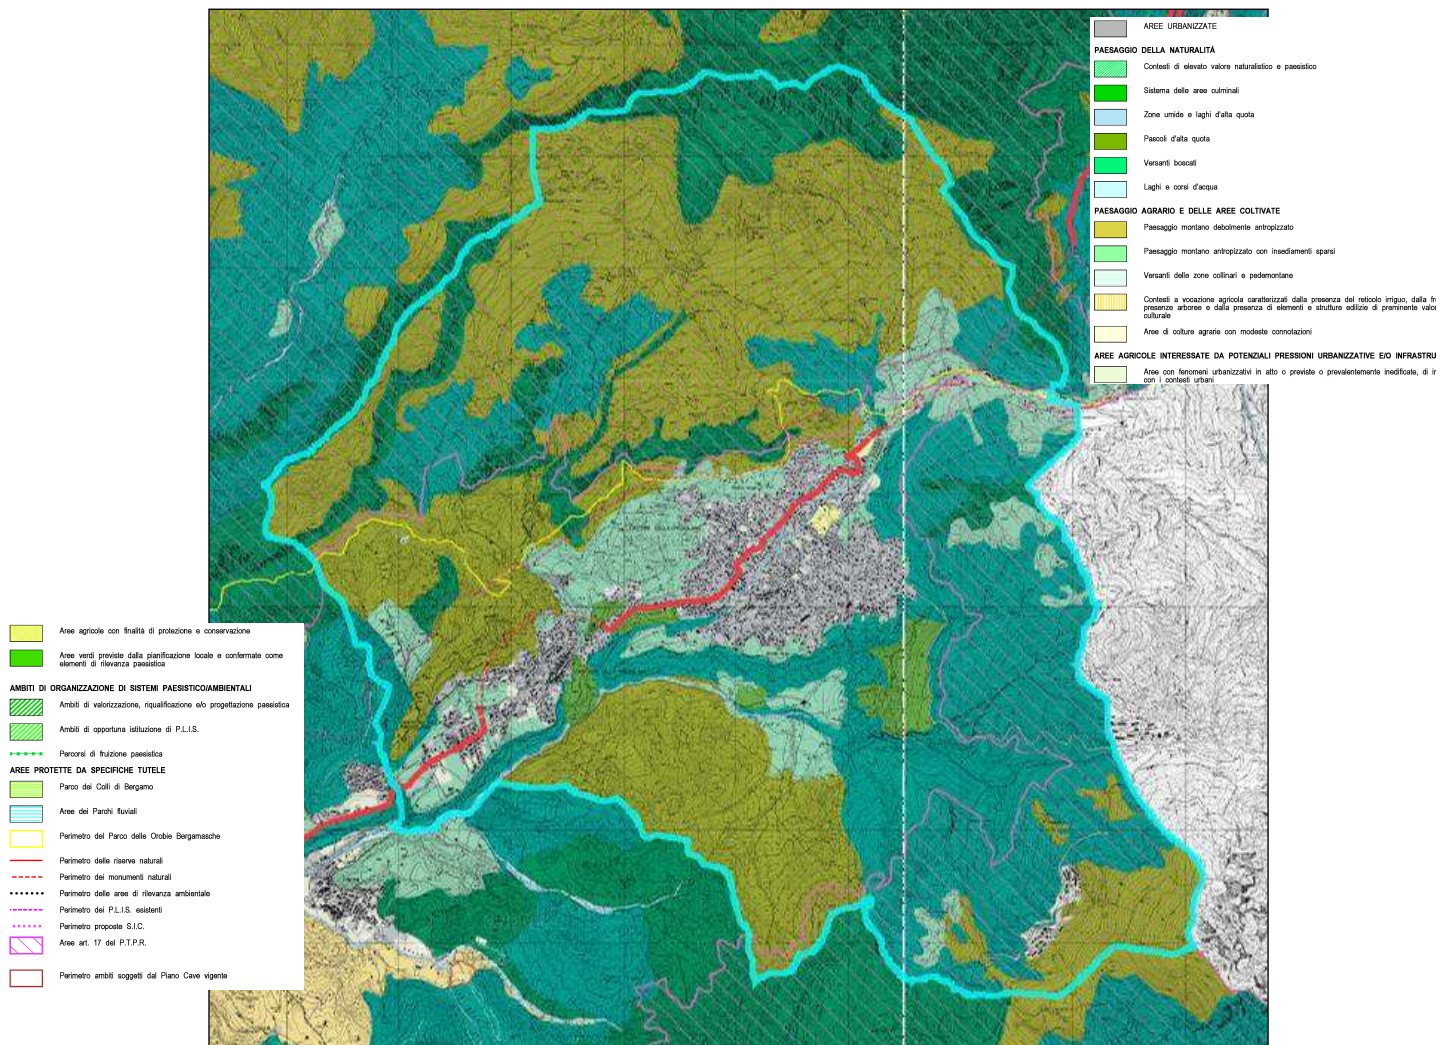 AREE URBANIZZATE
PAESAGGIO DELLA NATURALITÀ
Contesti di elevato valore naturalistico e paesistico
Sistema delle aree culminali
Zone umide e laghi d'alta quota
Pascoli d'alta quota
Versanti boscati
Laghi e corsi d'acqua
PAESAGGIO AGRARIO E DELLE AREE COLTIVATE
Paesaggio montano debolmente antropizzato
Paesaggio montano antropizzato con insediamenti sparsi
Versanti delle zone collinari e pedemontane
Contesti a vocazione agricola caratterizzati dalla presenza del reticolo irriguo, dalla fr
presenze arboree e dalla presenza di elementi e strutture edilizie di preminente valor
culturale
Aree di colture agrarie con modeste connotazioni
AREE AGRICOLE INTERESSATE DA POTENZIALI PRESSIONI URBANIZZATIVE E/O INFRASTRU
Aree con fenomeni urbanizzativi in atto o previste o prevalentemente inedificate, di in
con i contesti urbani
Aree agricole con finalità di protezione e conservazione
Aree verdi previste dalla pianificazione locale e confermate come
elementi di rilevanza paesistica
AMBITI DI ORGANIZZAZIONE DI SISTEMI PAESISTICO/AMBIENTALI
Ambiti di valorizzazione, riqualificazione e/o progettazione paesistica
Ambiti di opportuna istituzione di P.L.I.S.
Percorsi di fruizione paesistica
AREE PROTETTE DA SPECIFICHE TUTELE
Parco dei Colli di Bergamo
Aree dei Parchi fluviali
Perimetro del Parco delle Orobie Bergamasche
Perimetro delle riserve naturali
Perimetro dei monumenti naturali
Perimetro delle aree di rilevanza ambientale
Perimetro dei P.L.I.S. esistenti
Perimetro proposte S.I.C.
Aree art. 17 del P.T.P.R.
Perimetro ambiti soggetti dal Piano Cave vigente